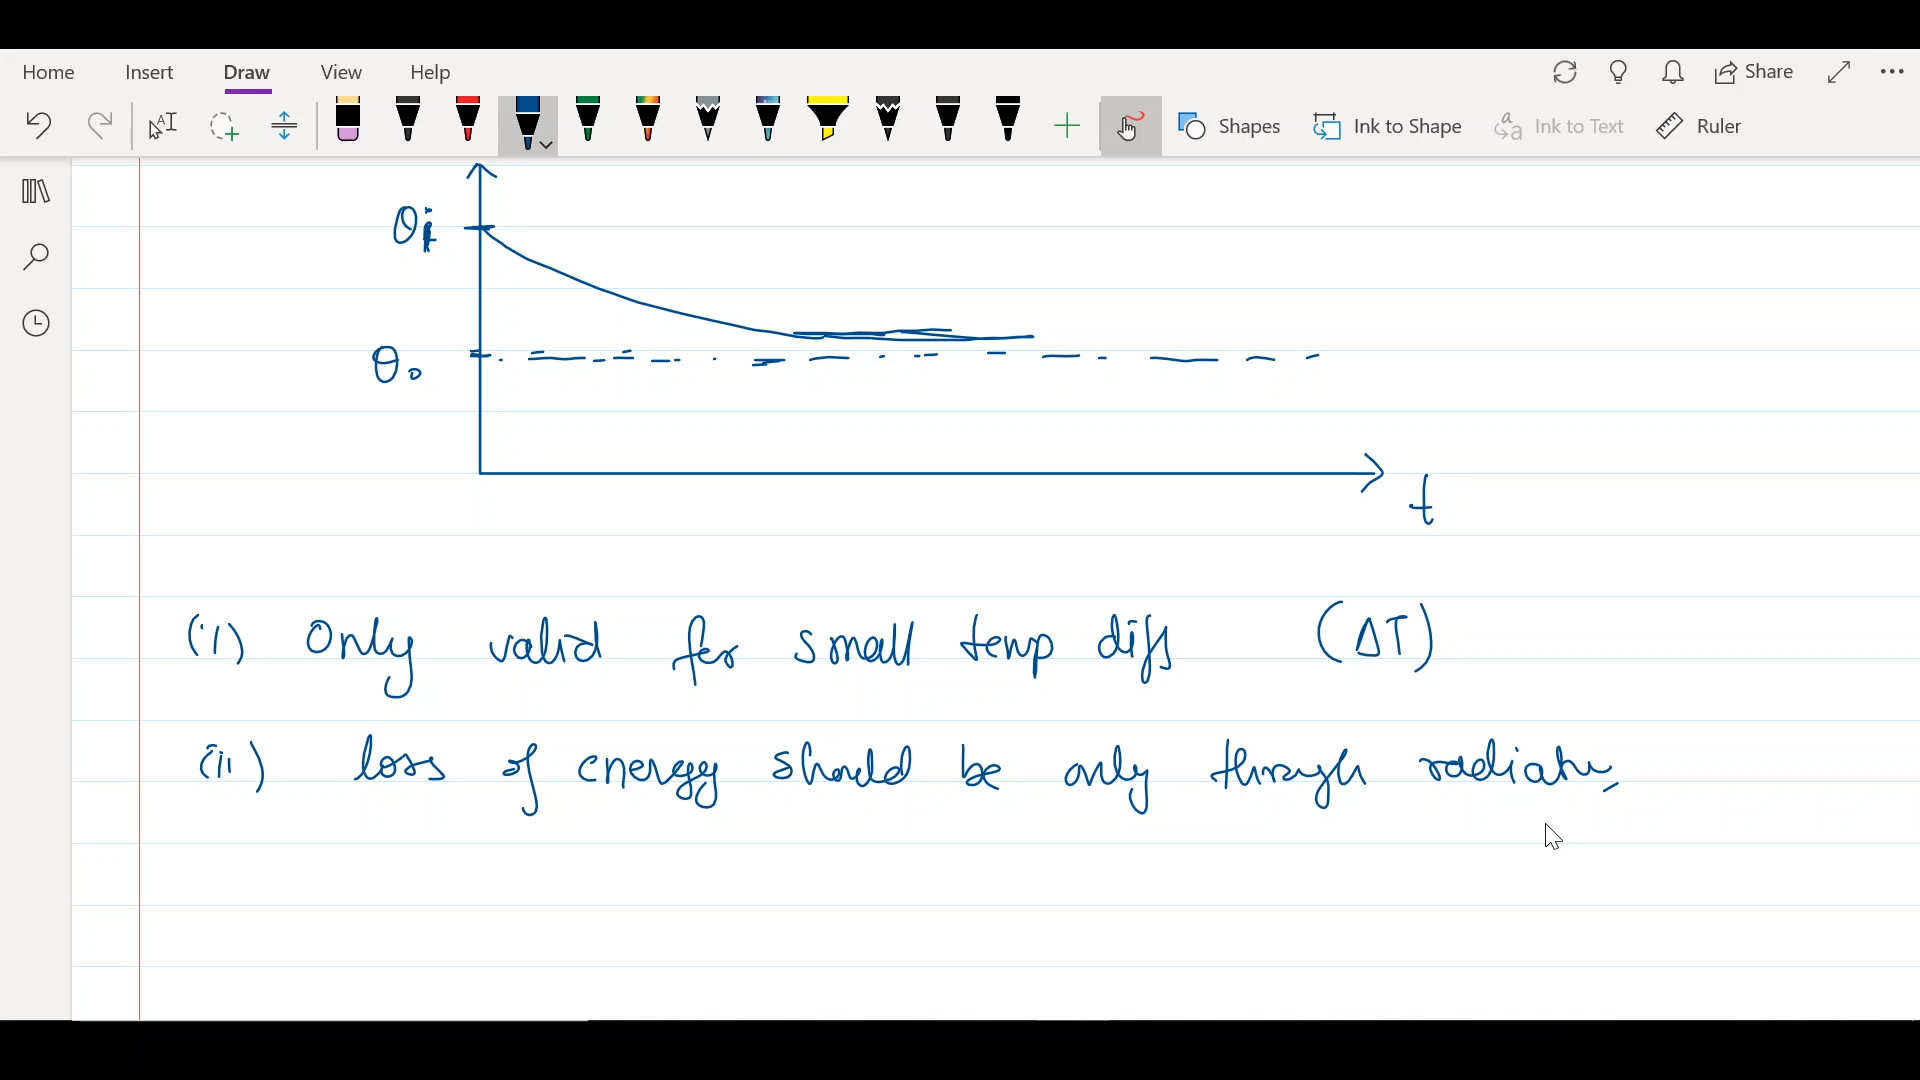 Home Insert Draw View Help Share
Shapes Ink to Shape Ink to Text Ruler
θi
θ₀
t
(i) Only valid for small temp diff (ΔT)
(ii) loss of energy should be only through